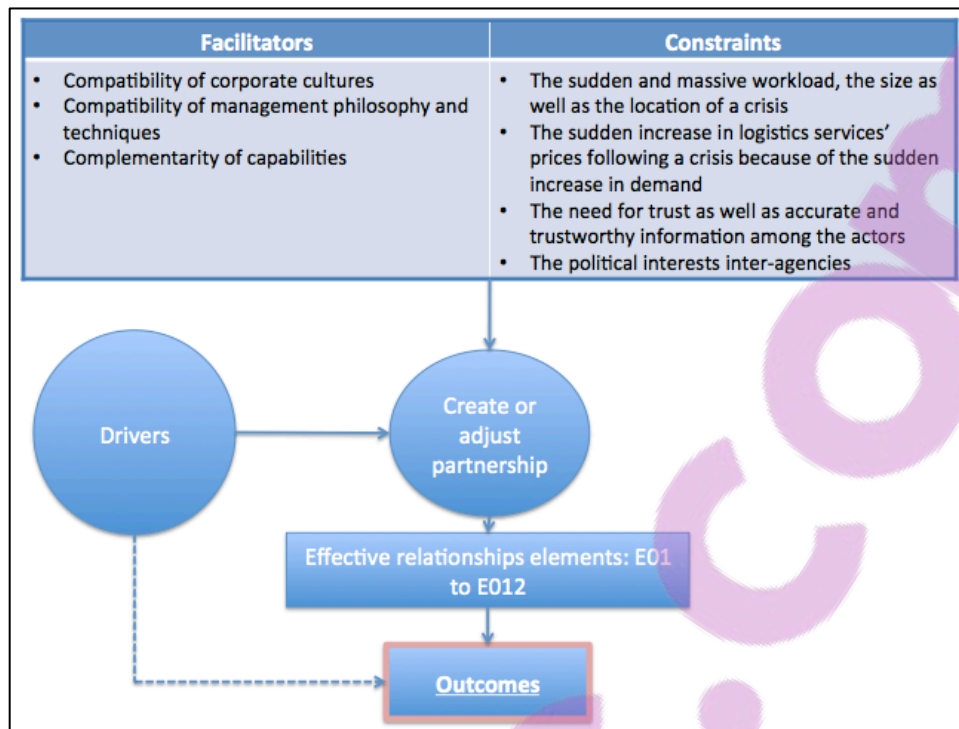 Facilitators
Constraints
• Compatibility of corporate cultures
• Compatibility of management philosophy and
techniques
• Complementarity of capabilities
• The sudden and massive workload, the size as
well as the location of a crisis
• The sudden increase in logistics services’
prices following a crisis because of the sudden
increase in demand
• The need for trust as well as accurate and
trustworthy information among the actors
• The political interests inter-agencies
Drivers
Create or
adjust
partnership
Effective relationships elements: E01
to E012
Outcomes
.com